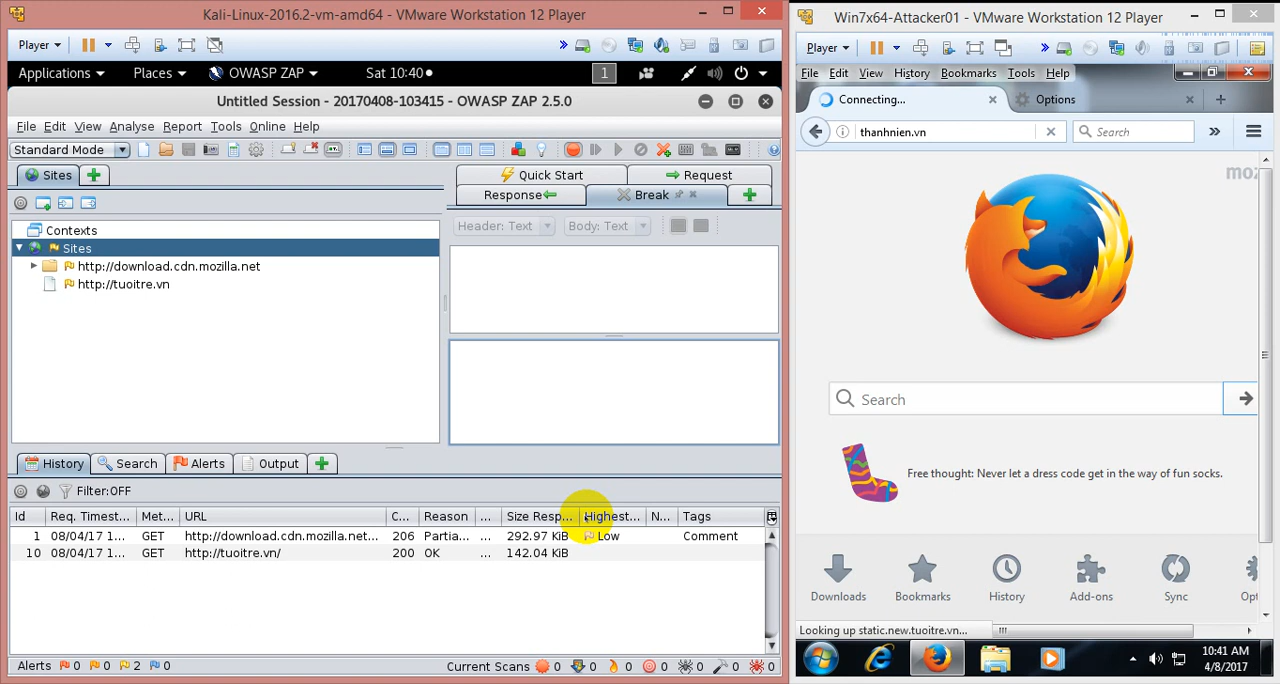 Kali-Linux-2016.2-vm-amd64 - VMware Workstation 12 Player
Player
Applications Places OWASP ZAP Sat 10:40 1
Untitled Session - 20170408-103415 - OWASP ZAP 2.5.0
File Edit View Analyse Report Tools Online Help
Standard Mode
Sites
Quick Start Request
Response Break
Header: Text Body: Text
Contexts
Sites
http://download.cdn.mozilla.net
http://tuoitre.vn
History Search Alerts Output
Filter:OFF
Id Req. Timest... Met... URL C... Reason ... Size Resp... Highest... N... Tags
1 08/04/17 1... GET http://download.cdn.mozilla.net... 206 Partia... ... 292.97 KiB Low Comment
10 08/04/17 1... GET http://tuoitre.vn/ 200 OK ... 142.04 KiB
Alerts 0 0 2 0 Current Scans 0 0 0 0 0 0 0
Win7x64-Attacker01 - VMware Workstation 12 Player
Player
File Edit View History Bookmarks Tools Help
Connecting... Options
thanhnien.vn Search
moz
Search
Free thought: Never let a dress code get in the way of fun socks.
Downloads Bookmarks History Add-ons Sync Opt
Looking up static.new.tuoitre.vn...
10:41 AM
4/8/2017